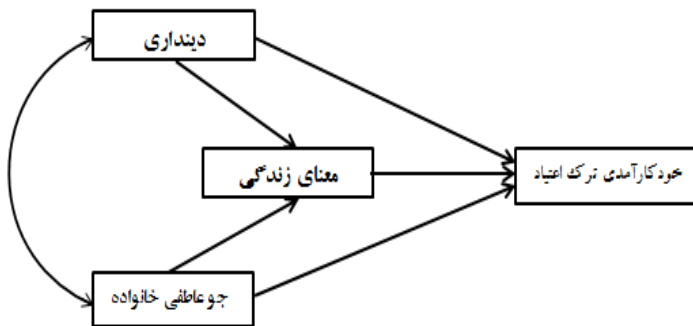 دینداری
معنای زندگی
خودکارآمدی ترک اعتیاد
جو عاطفی خانواده